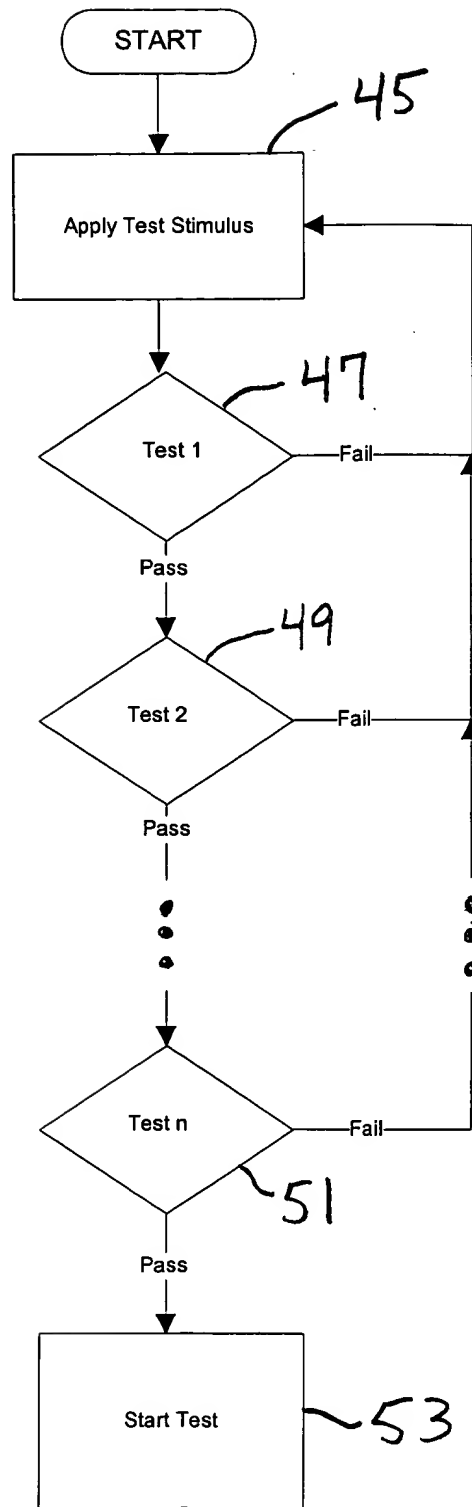 START
45
Apply Test Stimulus
47
Test 1
Fail
Pass
49
Test 2
Fail
Pass
Test n
Fail
51
Pass
Start Test
53